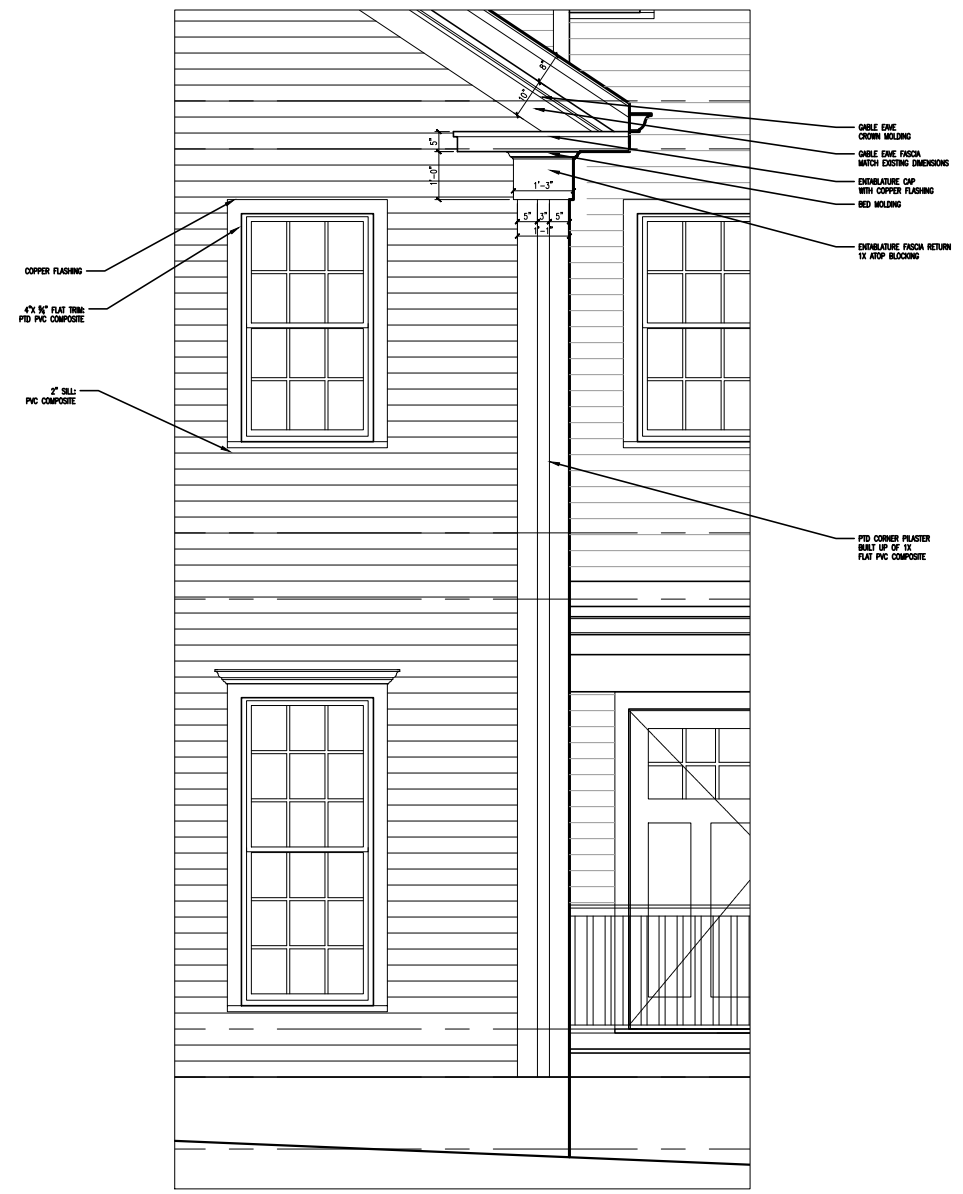 8"
10"
5"
1'-0"
1'-3"
5" 3" 5"
1'-1"
GABLE EAVE
CROWN MOLDING
GABLE EAVE FASCIA
MATCH EXISTING DIMENSIONS
ENTABLATURE CAP
WITH COPPER FLASHING
BED MOLDING
ENTABLATURE FASCIA RETURN
1X ATOP BLOCKING
COPPER FLASHING
4"X ¾" FLAT TRIM:
PTD PVC COMPOSITE
2" SILL:
PVC COMPOSITE
PTD CORNER PILASTER
BUILT UP OF 1X
FLAT PVC COMPOSITE